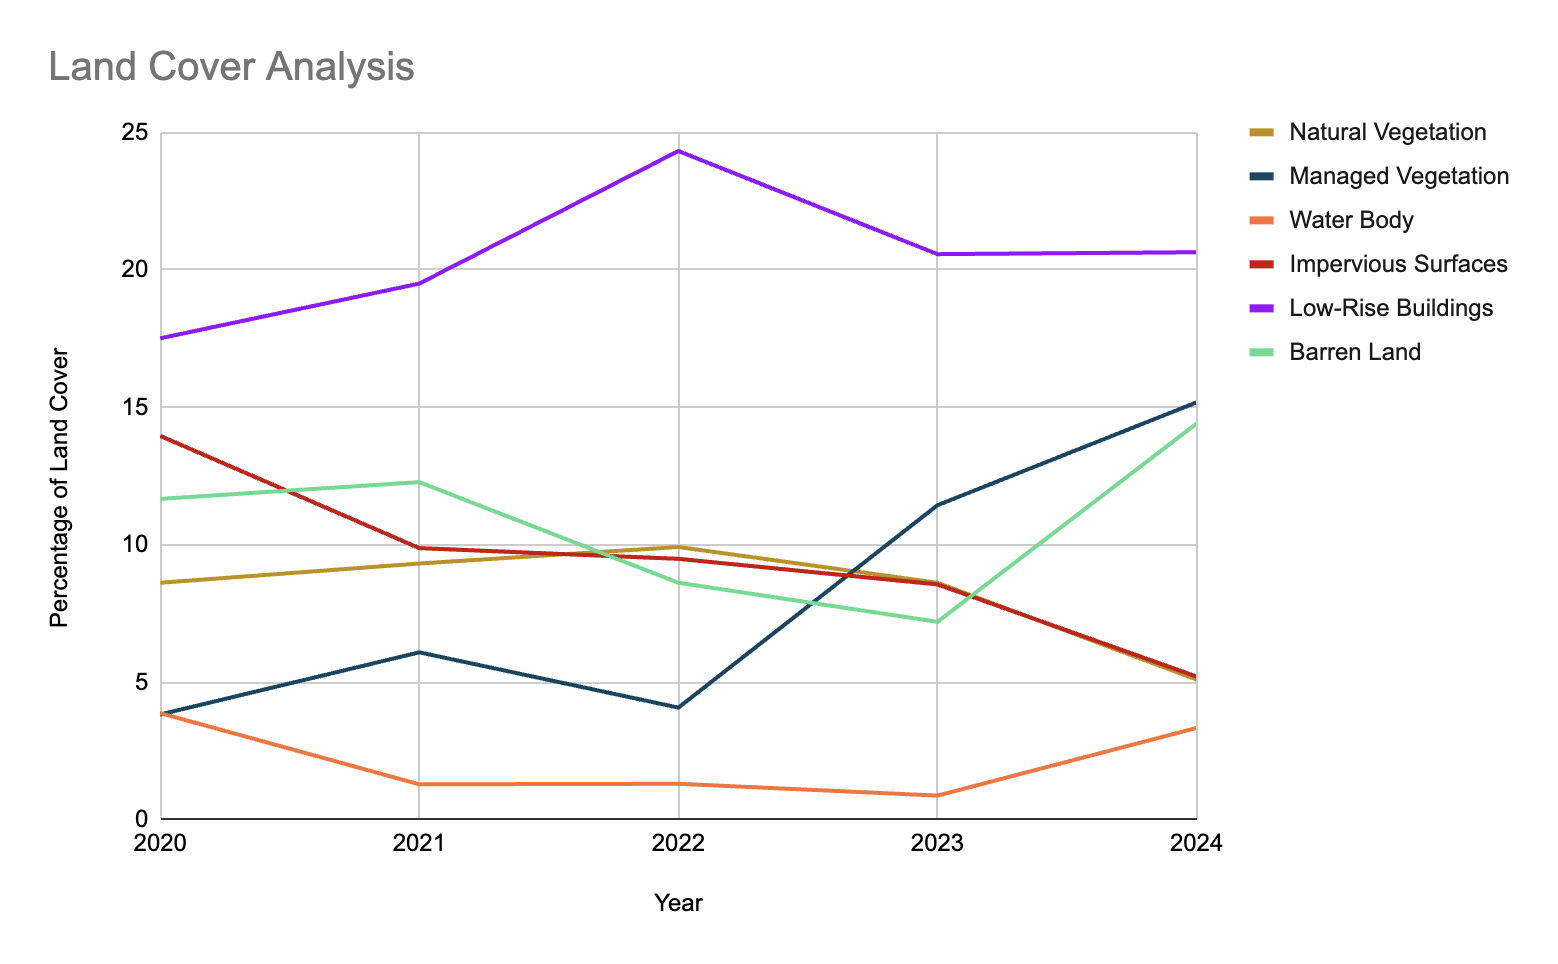 Land Cover Analysis
25
20
15
10
5
0
Percentage of Land Cover
2020
2021
2022
2023
2024
Year
Natural Vegetation
Managed Vegetation
Water Body
Impervious Surfaces
Low-Rise Buildings
Barren Land